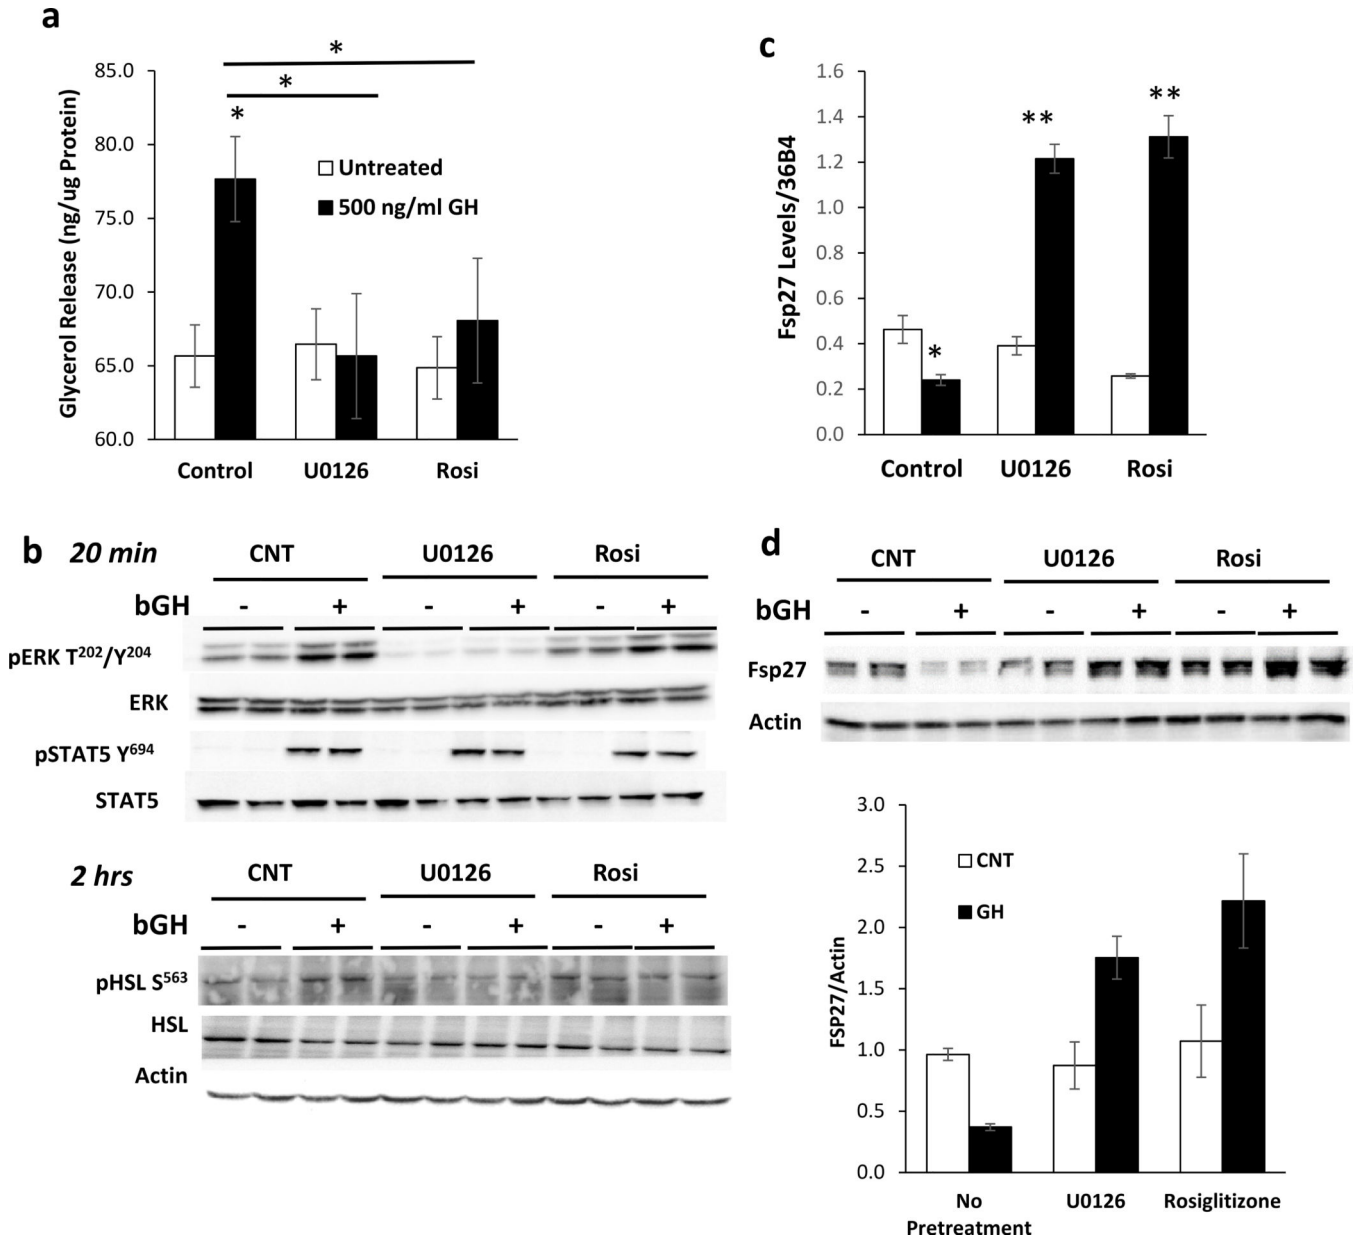 a
*
*
*
85.0
80.0
75.0
70.0
65.0
60.0
Glycerol Release (ng/ug Protein)
Untreated
500 ng/ml GH
Control U0126 Rosi
c
1.6
1.4
1.2
1.0
0.8
0.6
0.4
0.2
0.0
Fsp27 Levels/36B4
*
**
**
Control U0126 Rosi
b 20 min CNT U0126 Rosi
bGH - + - + - +
pERK T202/Y204
ERK
pSTAT5 Y694
STAT5
2 hrs CNT U0126 Rosi
bGH - + - + - +
pHSL S563
HSL
Actin
d
CNT U0126 Rosi
bGH - + - + - +
Fsp27
Actin
3.0
2.5
2.0
1.5
1.0
0.5
0.0
FSP27/Actin
CNT
GH
No
Pretreatment
U0126
Rosiglitizone